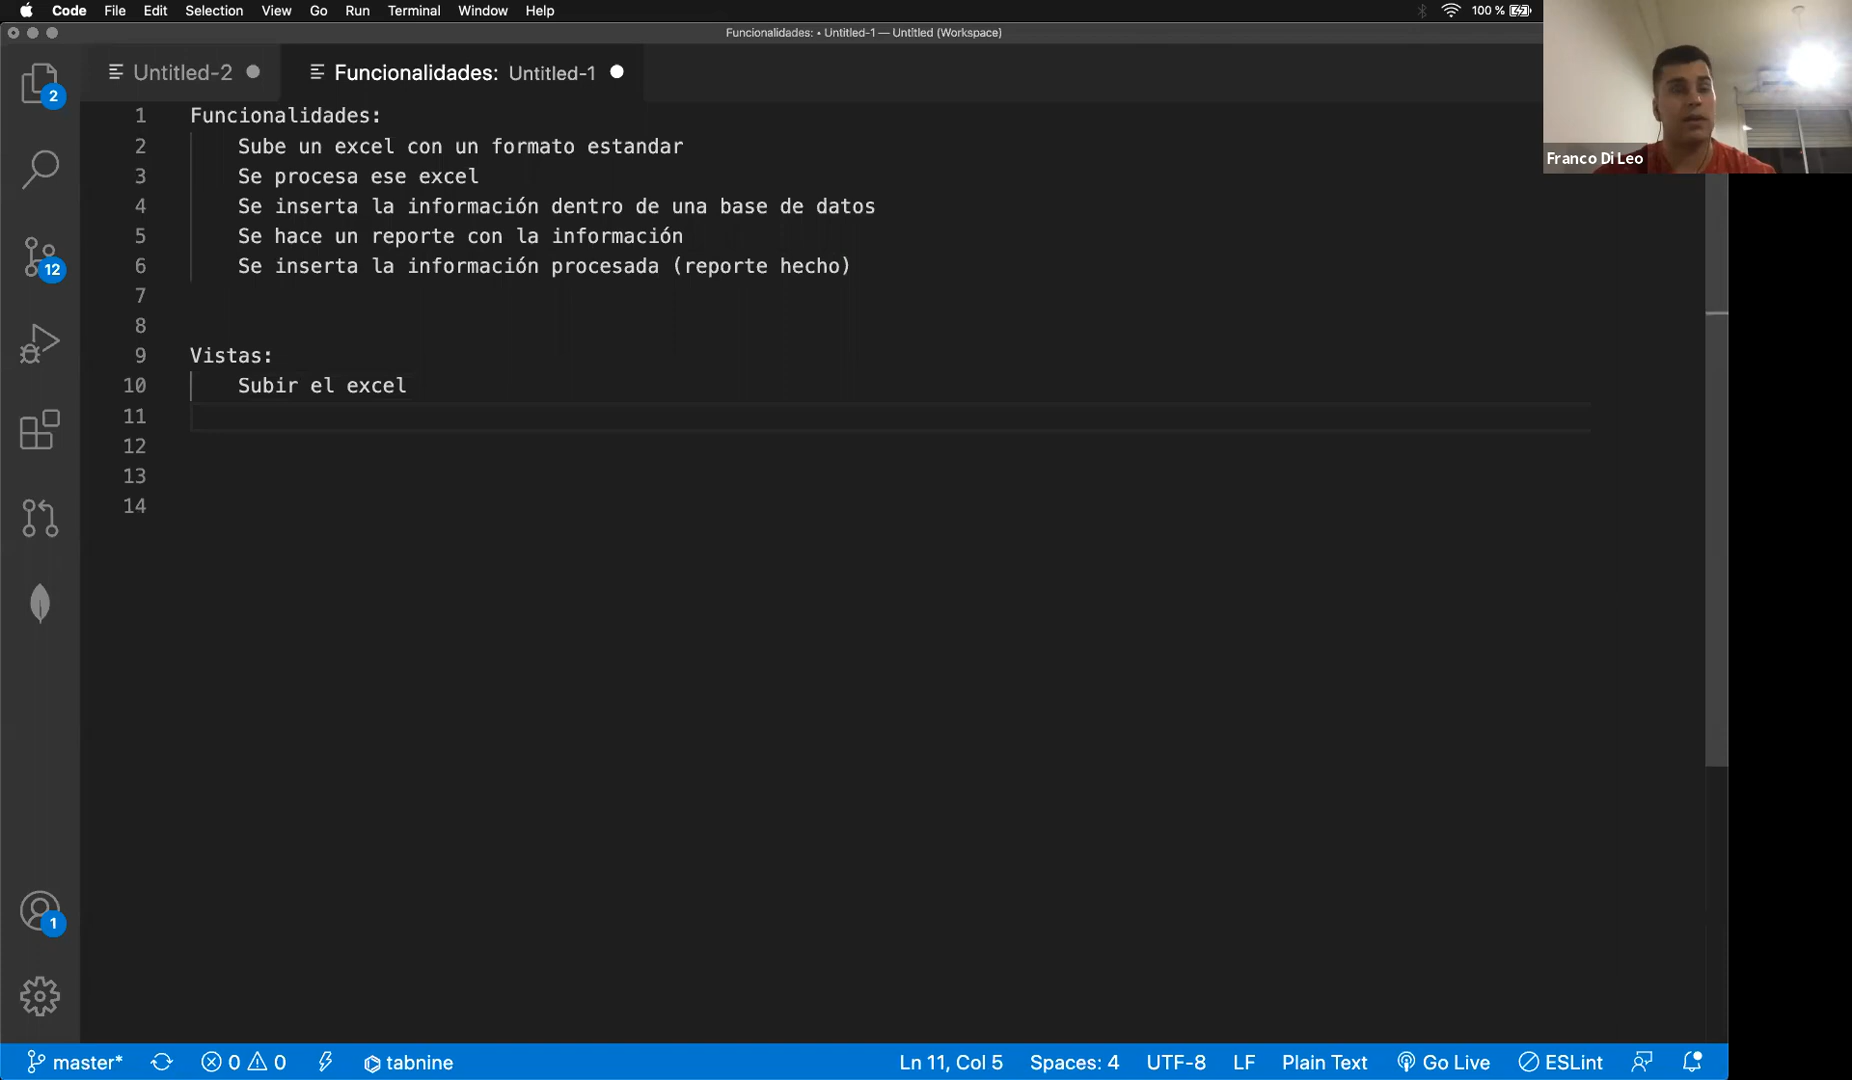 Code File Edit Selection View Go Run Terminal Window Help 100 %
Funcionalidades: • Untitled-1 — Untitled (Workspace)
Untitled-2 Funcionalidades: Untitled-1
Franco Di Leo
1 Funcionalidades:
2 Sube un excel con un formato estandar
3 Se procesa ese excel
4 Se inserta la información dentro de una base de datos
5 Se hace un reporte con la información
6 Se inserta la información procesada (reporte hecho)
7
8
9 Vistas:
10 Subir el excel
11
12
13
14
2
12
1
master* 0 0 tabnine Ln 11, Col 5 Spaces: 4 UTF-8 LF Plain Text Go Live ESLint